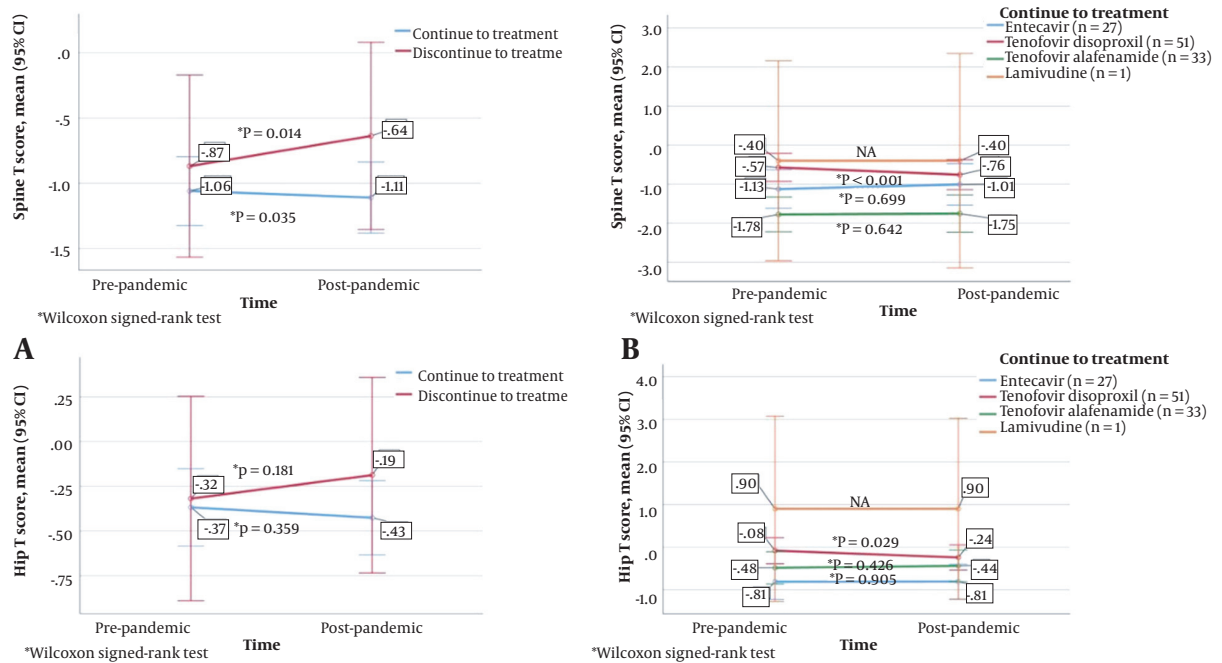 Spine T score, mean (95% CI)
.0
-.5
-1.0
-1.5
Continue to treatment
Discontinue to treatme
-.87
-1.06
*P = 0.014
*P = 0.035
-.64
-1.11
Pre-pandemic
Post-pandemic
Time
*Wilcoxon signed-rank test
Continue to treatment
Entecavir (n = 27)
Tenofovir disoproxil (n = 51)
Tenofovir alafenamide (n = 33)
Lamivudine (n = 1)
Spine T score, mean (95% CI)
3.0
2.0
1.0
.0
-1.0
-2.0
-3.0
-.40
-.57
-1.13
-1.78
NA
*P < 0.001
*P = 0.699
*P = 0.642
-.40
-.76
-1.01
-1.75
Pre-pandemic
Post-pandemic
Time
*Wilcoxon signed-rank test
A
Hip T score, mean (95% CI)
.25
.00
-.25
-.50
-.75
Continue to treatment
Discontinue to treatme
-.32
-.37
*p = 0.181
*p = 0.359
-.19
-.43
Pre-pandemic
Post-pandemic
Time
*Wilcoxon signed-rank test
B
Continue to treatment
Entecavir (n = 27)
Tenofovir disoproxil (n = 51)
Tenofovir alafenamide (n = 33)
Lamivudine (n = 1)
Hip T score, mean (95% CI)
4.0
3.0
2.0
1.0
.0
-1.0
.90
-.08
-.48
-.81
NA
*P = 0.029
*P = 0.426
*P = 0.905
.90
-.24
-.44
-.81
Pre-pandemic
Post-pandemic
Time
*Wilcoxon signed-rank test